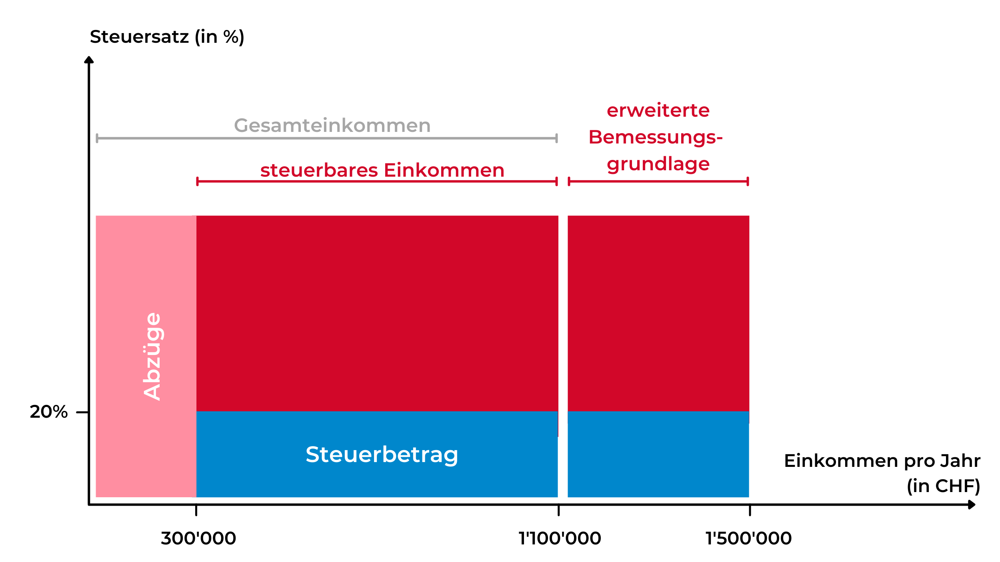 Steuersatz (in %)
Gesamteinkommen
steuerbares Einkommen
erweiterte
Bemessungs-
grundlage
Abzüge
20%
Steuerbetrag
Einkommen pro Jahr
(in CHF)
300'000
1'100'000
1'500'000